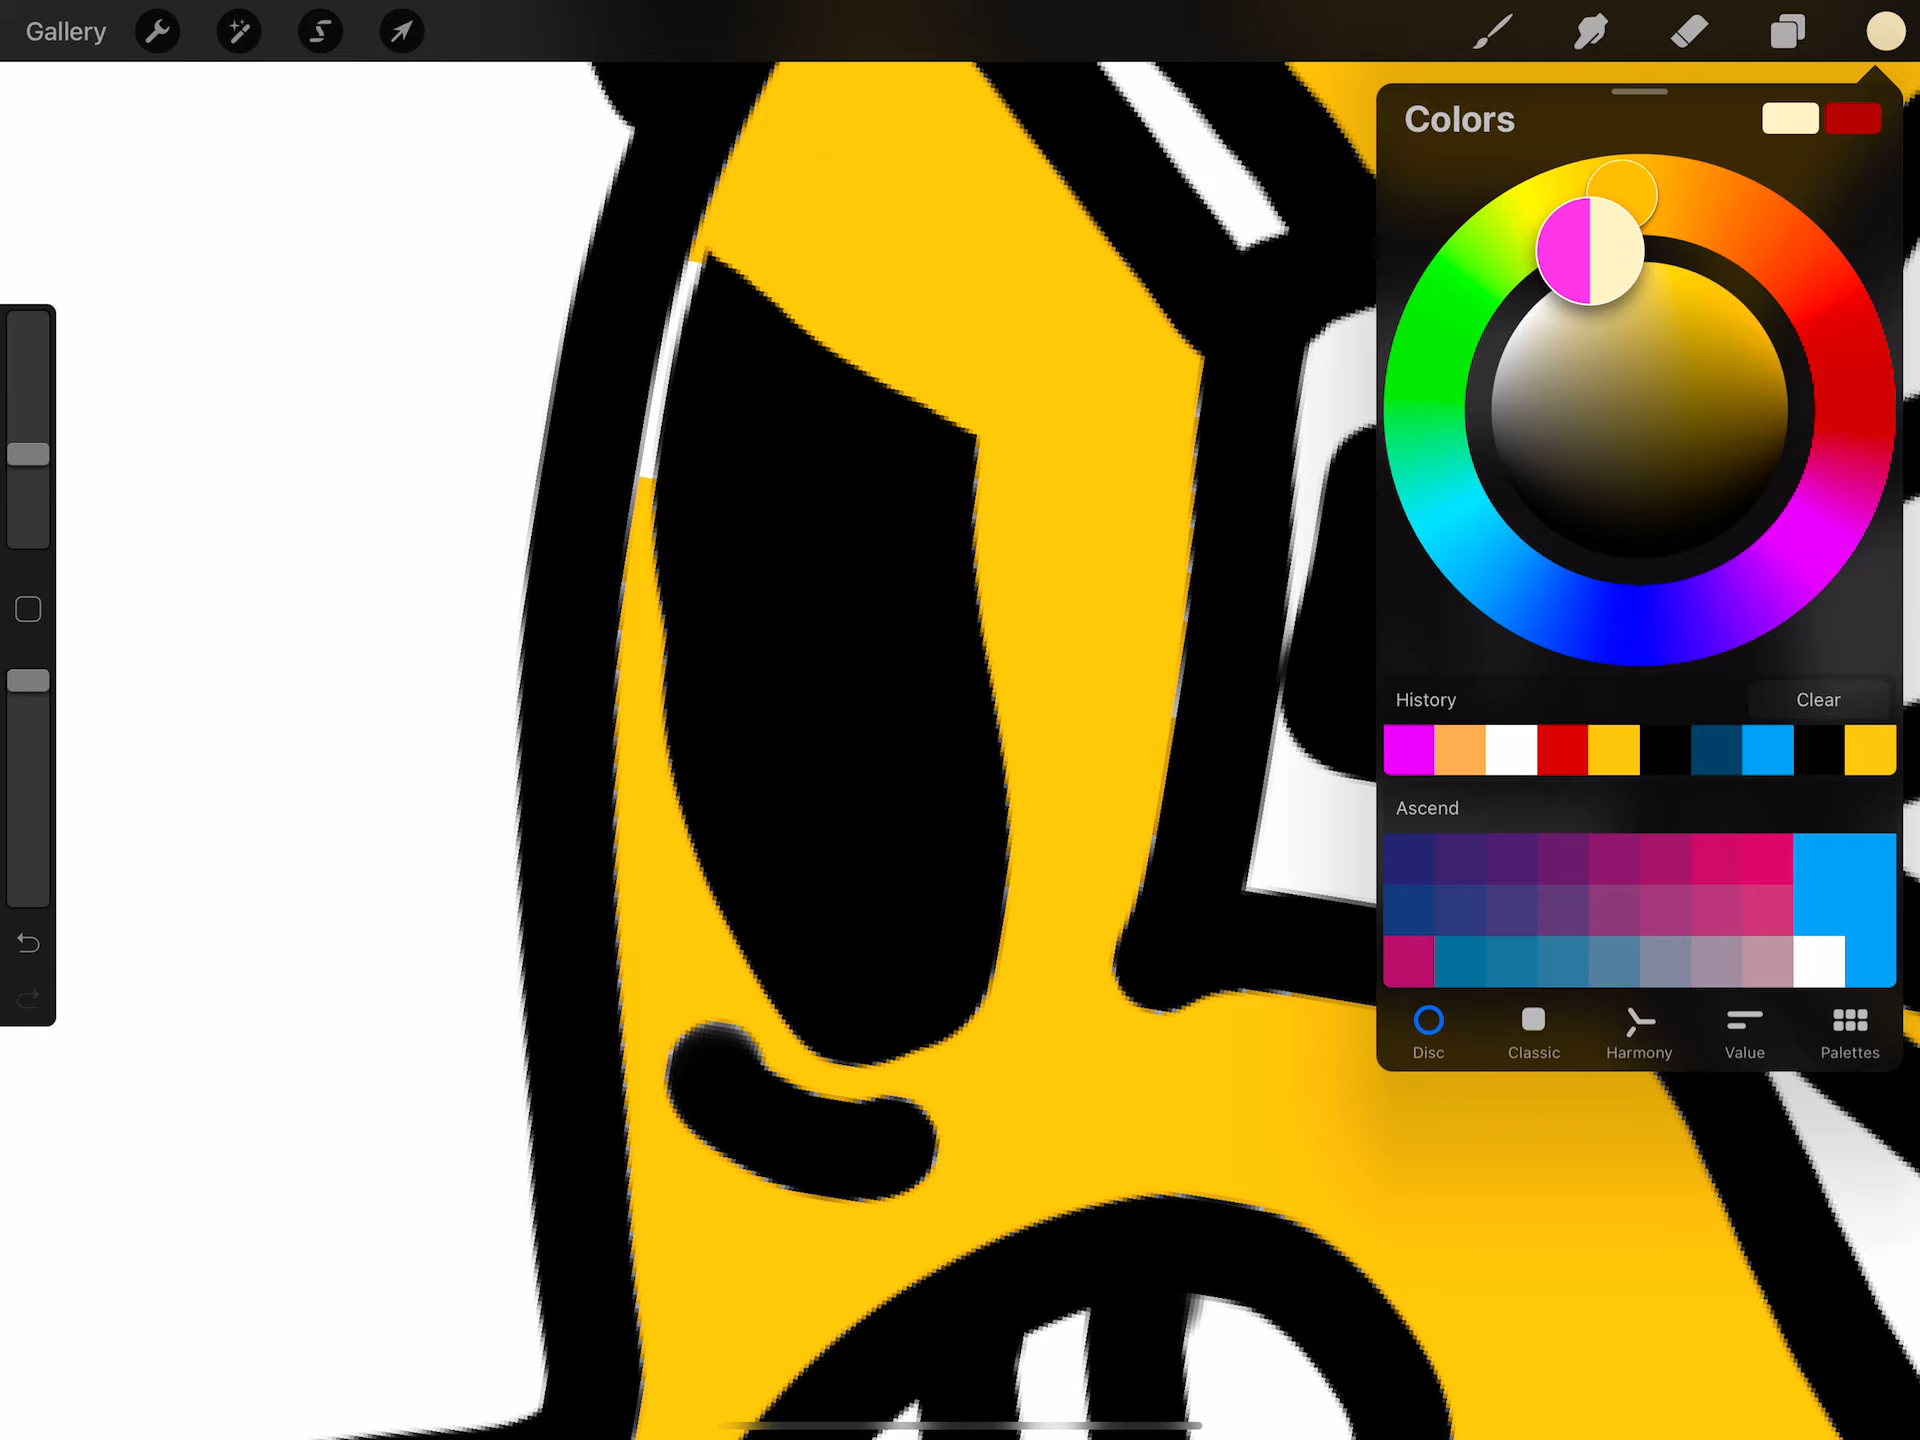 Gallery
Colors
History
Clear
Ascend
Disc
Classic
Harmony
Value
Palettes